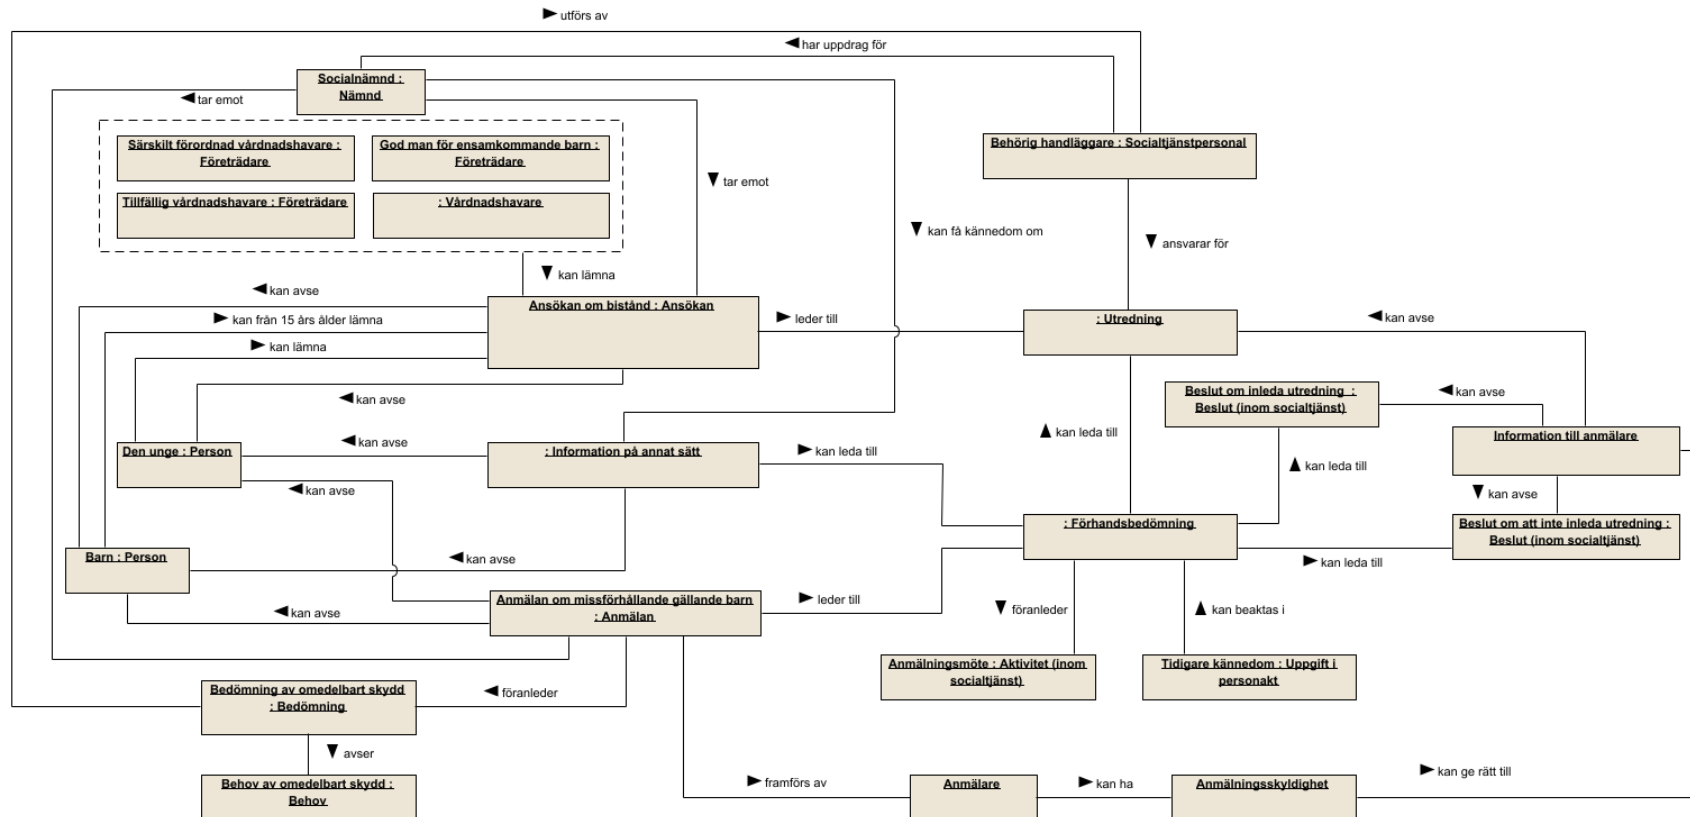 utförs av
har uppdrag för
Socialnämnd :
Nämnd
tar emot
Särskilt förordnad vårdnadshavare :
Företrädare
God man för ensamkommande barn :
Företrädare
Behörig handläggare : Socialtjänstpersonal
tar emot
Tillfällig vårdnadshavare : Företrädare
: Vårdnadshavare
kan få kännedom om
ansvarar för
kan lämna
kan avse
Ansökan om bistånd : Ansökan
kan från 15 års ålder lämna
leder till
: Utredning
kan avse
kan lämna
kan avse
Beslut om inleda utredning :
Beslut (inom socialtjänst)
kan avse
kan leda till
Information till anmälare
Den unge : Person
kan avse
: Information på annat sätt
kan leda till
kan leda till
kan avse
kan avse
: Förhandsbedömning
Beslut om att inte inleda utredning :
Beslut (inom socialtjänst)
Barn : Person
kan avse
kan leda till
kan avse
Anmälan om missförhållande gällande barn
: Anmälan
leder till
föranleder
kan beaktas i
Anmälningsmöte : Aktivitet (inom
socialtjänst)
Tidigare kännedom : Uppgift i
personakt
Bedömning av omedelbart skydd
: Bedömning
föranleder
avser
Behov av omedelbart skydd :
Behov
framförs av
Anmälare
kan ha
Anmälningsskyldighet
kan ge rätt till